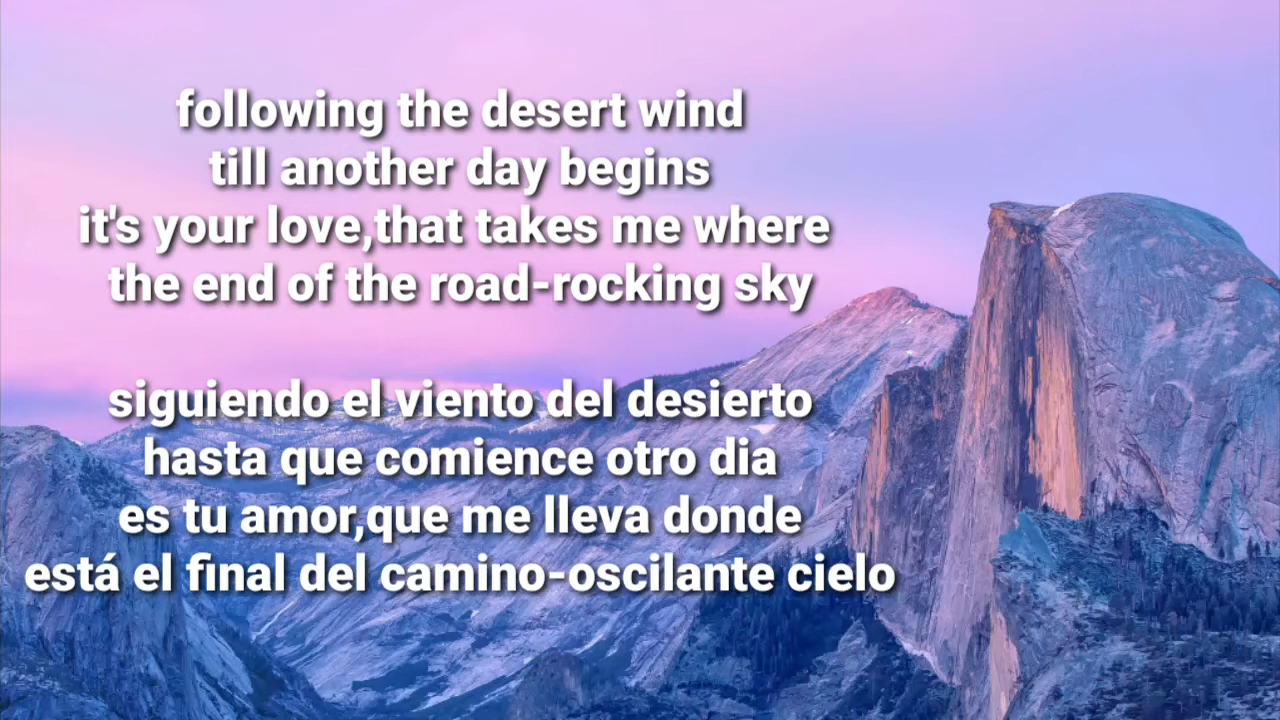 following the desert wind
till another day begins
it's your love,that takes me where
the end of the road-rocking sky
siguiendo el viento del desierto
hasta que comience otro dia
es tu amor,que me lleva donde
está el final del camino-oscilante cielo